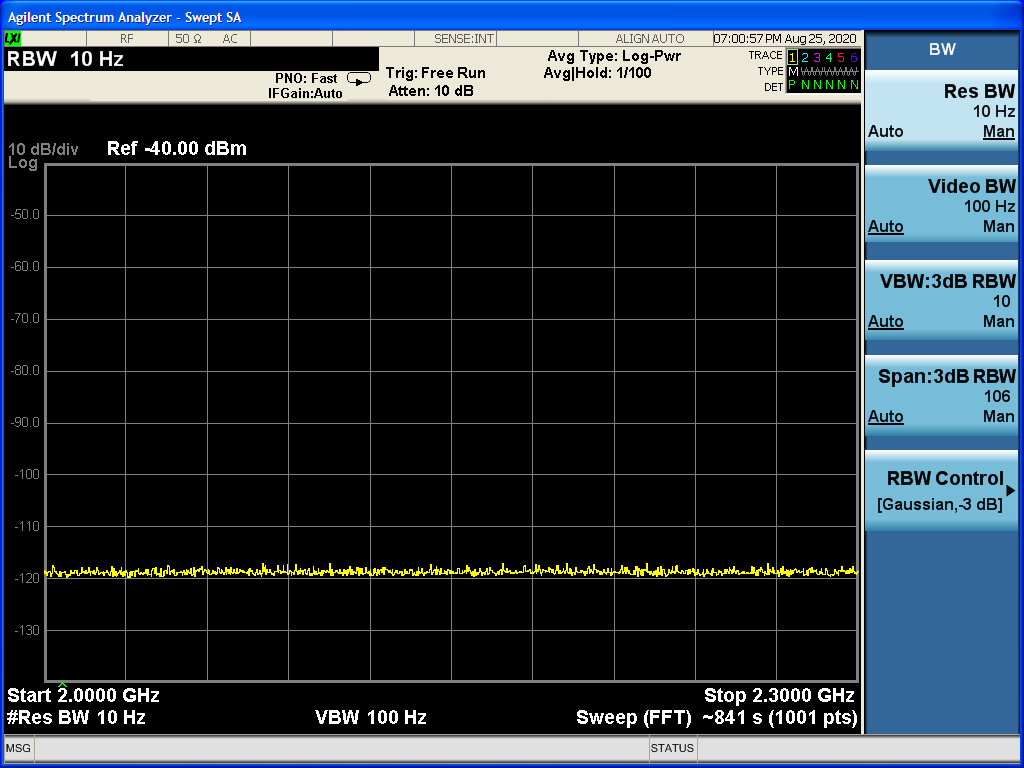 Agilent Spectrum Analyzer - Swept SA
LXI RF 50 Ω AC SENSE:INT ALIGN AUTO 07:00:57 PM Aug 25, 2020
RBW 10 Hz
PNO: Fast
IFGain:Auto
Trig: Free Run
Atten: 10 dB
Avg Type: Log-Pwr
Avg|Hold: 1/100
TRACE 1 2 3 4 5 6
TYPE M W W W W W
DET P N N N N N
10 dB/div
Log
Ref -40.00 dBm
-50.0
-60.0
-70.0
-80.0
-90.0
-100
-110
-120
-130
Start 2.0000 GHz
Stop 2.3000 GHz
#Res BW 10 Hz
VBW 100 Hz
Sweep (FFT) ~841 s (1001 pts)
MSG
STATUS
BW
Res BW
10 Hz
Auto Man
Video BW
100 Hz
Auto Man
VBW:3dB RBW
10
Auto Man
Span:3dB RBW
106
Auto Man
RBW Control
[Gaussian,-3 dB]